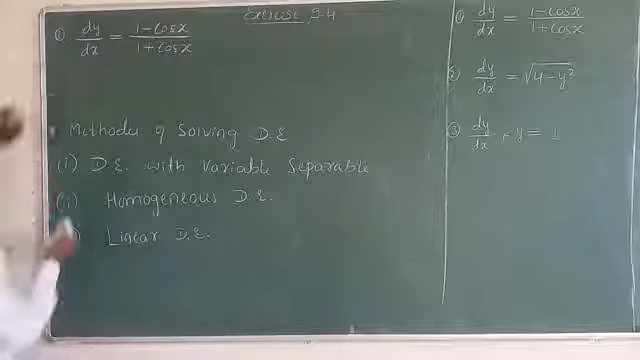 Exercise 9.4
① dy/dx = (1-Cosx)/(1+Cosx)
Methods of Solving D.E
(i) D.E. with Variable Separable
(ii) Homogeneous D.E.
Linear D.E.
① dy/dx = (1-cosx)/(1+cosx)
② dy/dx = √(4-y²)
③ dy/dx + y = 1